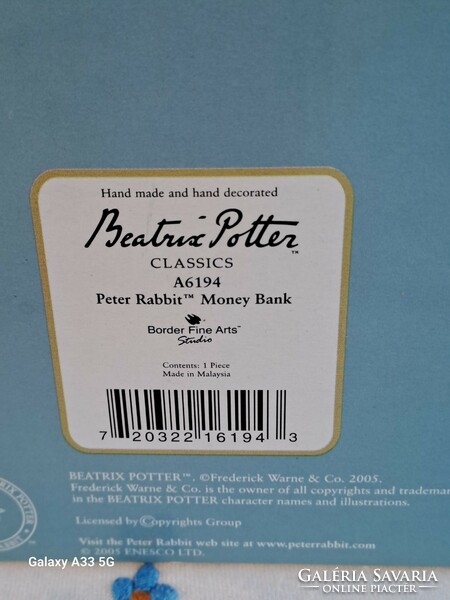 Hand made and hand decorated
Beatrix Potter™
CLASSICS
A6194
Peter Rabbit™ Money Bank
Border Fine Arts™
Studio
Contents: 1 Piece
Made in Malaysia
7 20322 16194 3
BEATRIX POTTER™. ©Frederick Warne & Co. 2005.
Frederick Warne & Co. is the owner of all copyrights and
in the BEATRIX POTTER character names and illustrations.
Licensed by ©opyrights Group
Visit the Peter Rabbit web site at www.peterrabbit.com
© 2005 ENESCO LTD.
POTTER
Galaxy A33 5G
GALÉRIA SAVARIA
ONLINE PIACTÉR